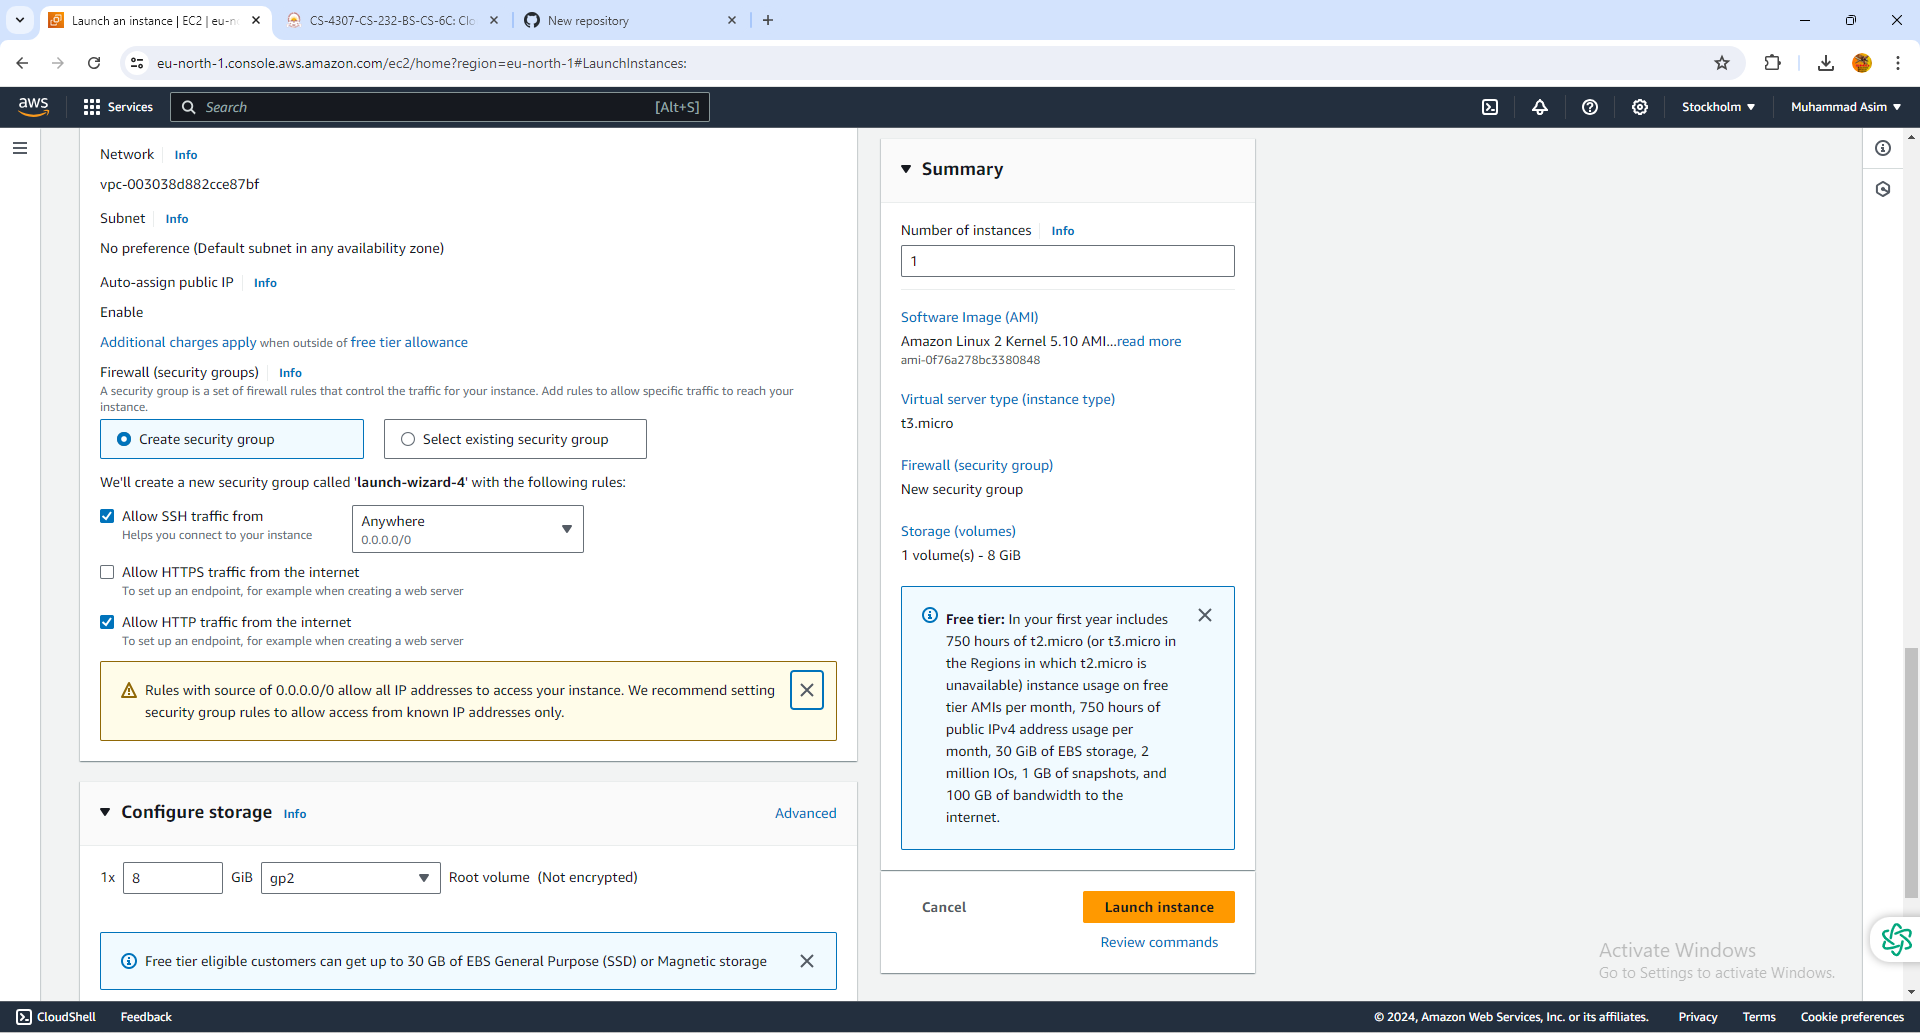 Launch an instance | EC2 | eu-n
CS-4307-CS-232-BS-CS-6C: Clo
New repository
eu-north-1.console.aws.amazon.com/ec2/home?region=eu-north-1#LaunchInstances:
aws
Services
Search
[Alt+S]
Stockholm
Muhammad Asim
Network
Info
vpc-003038d882cce87bf
Subnet
Info
No preference (Default subnet in any availability zone)
Auto-assign public IP
Info
Enable
Additional charges apply when outside of free tier allowance
Firewall (security groups)
Info
A security group is a set of firewall rules that control the traffic for your instance. Add rules to allow specific traffic to reach your
instance.
Create security group
Select existing security group
We'll create a new security group called 'launch-wizard-4' with the following rules:
Allow SSH traffic from
Helps you connect to your instance
Anywhere
0.0.0.0/0
Allow HTTPS traffic from the internet
To set up an endpoint, for example when creating a web server
Allow HTTP traffic from the internet
To set up an endpoint, for example when creating a web server
Rules with source of 0.0.0.0/0 allow all IP addresses to access your instance. We recommend setting
security group rules to allow access from known IP addresses only.
Configure storage
Info
Advanced
1x
8
GiB
gp2
Root volume (Not encrypted)
Free tier eligible customers can get up to 30 GB of EBS General Purpose (SSD) or Magnetic storage
Summary
Number of instances
Info
1
Software Image (AMI)
Amazon Linux 2 Kernel 5.10 AMI...read more
ami-0f76a278bc3380848
Virtual server type (instance type)
t3.micro
Firewall (security group)
New security group
Storage (volumes)
1 volume(s) - 8 GiB
Free tier: In your first year includes
750 hours of t2.micro (or t3.micro in
the Regions in which t2.micro is
unavailable) instance usage on free
tier AMIs per month, 750 hours of
public IPv4 address usage per
month, 30 GiB of EBS storage, 2
million IOs, 1 GB of snapshots, and
100 GB of bandwidth to the
internet.
Cancel
Launch instance
Review commands
Activate Windows
Go to Settings to activate Windows.
CloudShell
Feedback
© 2024, Amazon Web Services, Inc. or its affiliates.
Privacy
Terms
Cookie preferences